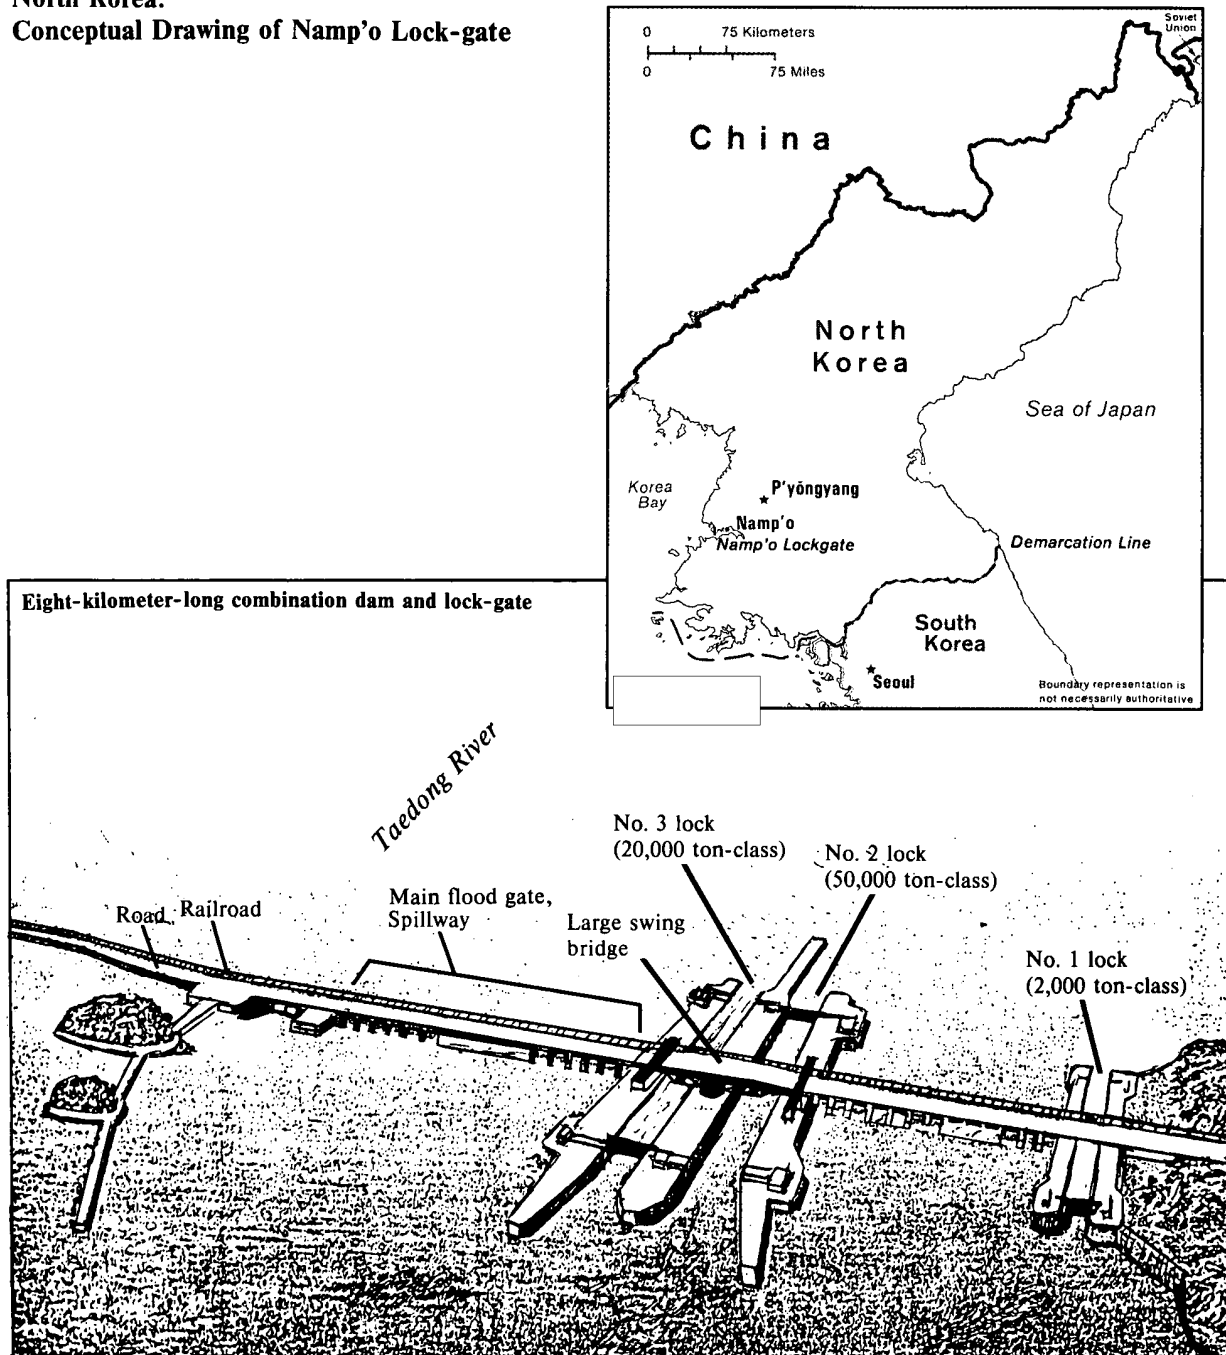 North Korea:
Conceptual Drawing of Namp'o Lock-gate
Soviet
Union
0 75 Kilometers
0 75 Miles
China
North
Korea
Sea of Japan
Korea
Bay
P'yŏngyang
Namp'o
Namp'o Lockgate
Demarcation Line
South
Korea
Seoul
Boundary representation is
not necessarily authoritative
Eight-kilometer-long combination dam and lock-gate
Taedong River
No. 3 lock
(20,000 ton-class)
No. 2 lock
(50,000 ton-class)
Main flood gate,
Spillway
Road
Railroad
Large swing
bridge
No. 1 lock
(2,000 ton-class)